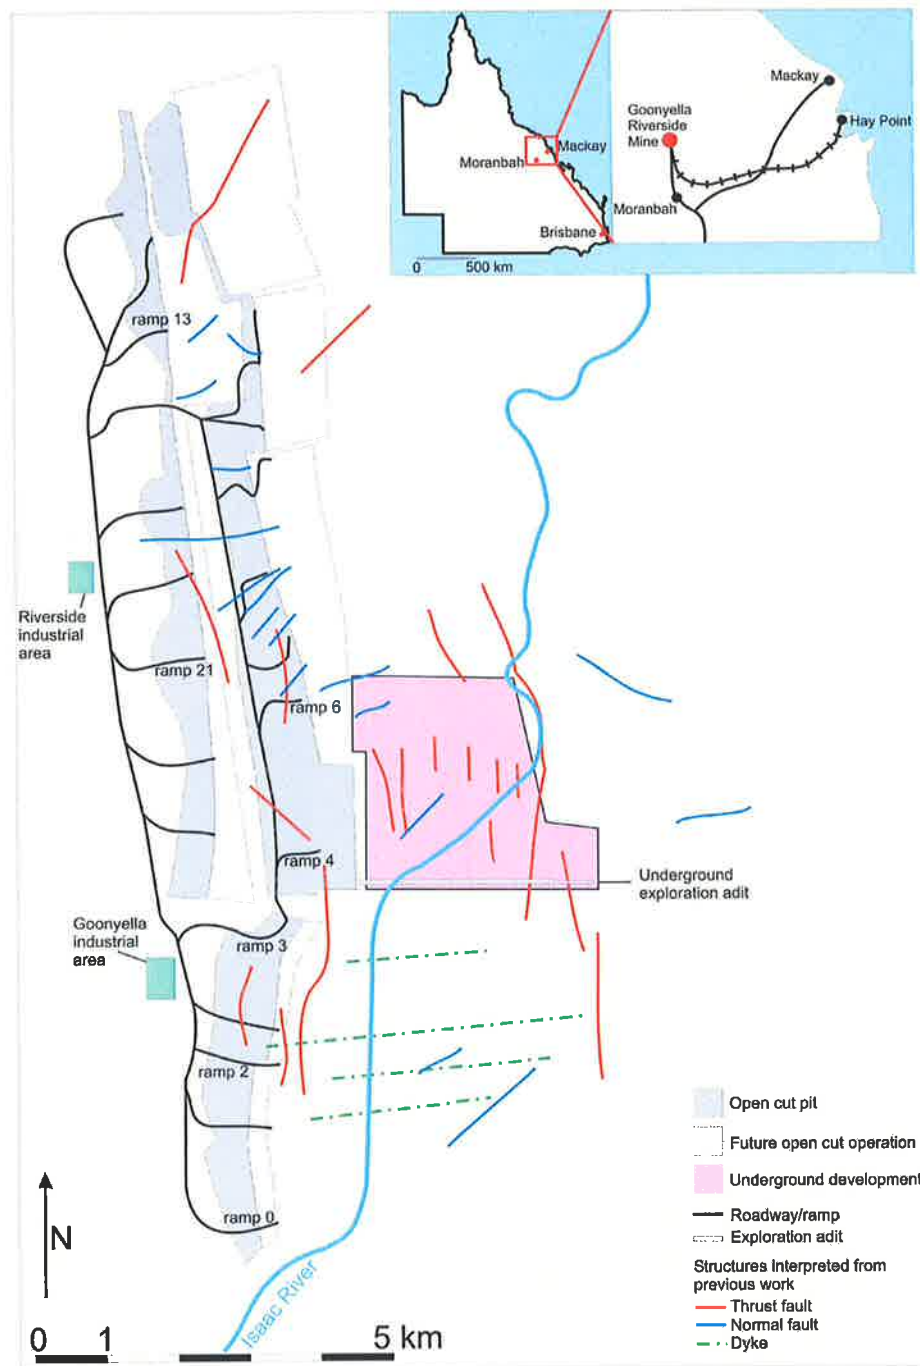 Mackay
Moranbah
Brisbane
0 500 km
Mackay
Hay Point
Goonyella
Riverside
Mine
Moranbah
ramp 13
Riverside
industrial
area
ramp 21
ramp 6
ramp 4
Underground
exploration adit
Goonyella
industrial
area
ramp 3
ramp 2
ramp 0
Isaac River
N
0 1 5 km
Open cut pit
Future open cut operation
Underground development
Roadway/ramp
Exploration adit
Structures interpreted from
previous work
Thrust fault
Normal fault
Dyke